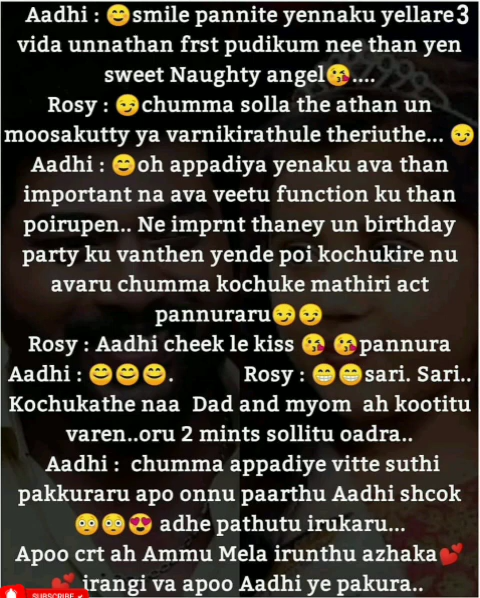 Aadhi : 😊smile pannite yennaku yellare3
vida unnathan frst pudikum nee than yen
sweet Naughty angel😘....
Rosy : 😏chumma solla the athan un
moosakutty ya varnikirathule theriuthe... 😏
Aadhi : 😊oh appadiya yenaku ava than
important na ava veetu function ku than
poirupen.. Ne imprnt thaney un birthday
party ku vanthen yende poi kochukire nu
avaru chumma kochuke mathiri act
pannuraru😏😏
Rosy : Aadhi cheek le kiss 😘 😘pannura
Aadhi : 😊😊😊. Rosy : 😁😁sari. Sari..
Kochukathe naa Dad and myom ah kootitu
varen..oru 2 mints sollitu oadra..
Aadhi : chumma appadiye vitte suthi
pakkuraru apo onnu paarthu Aadhi shcok
😳😳😍 adhe pathutu irukaru...
Apoo crt ah Ammu Mela irunthu azhaka💕
💕 irangi va apoo Aadhi ye pakura..
SUBSCRIBE